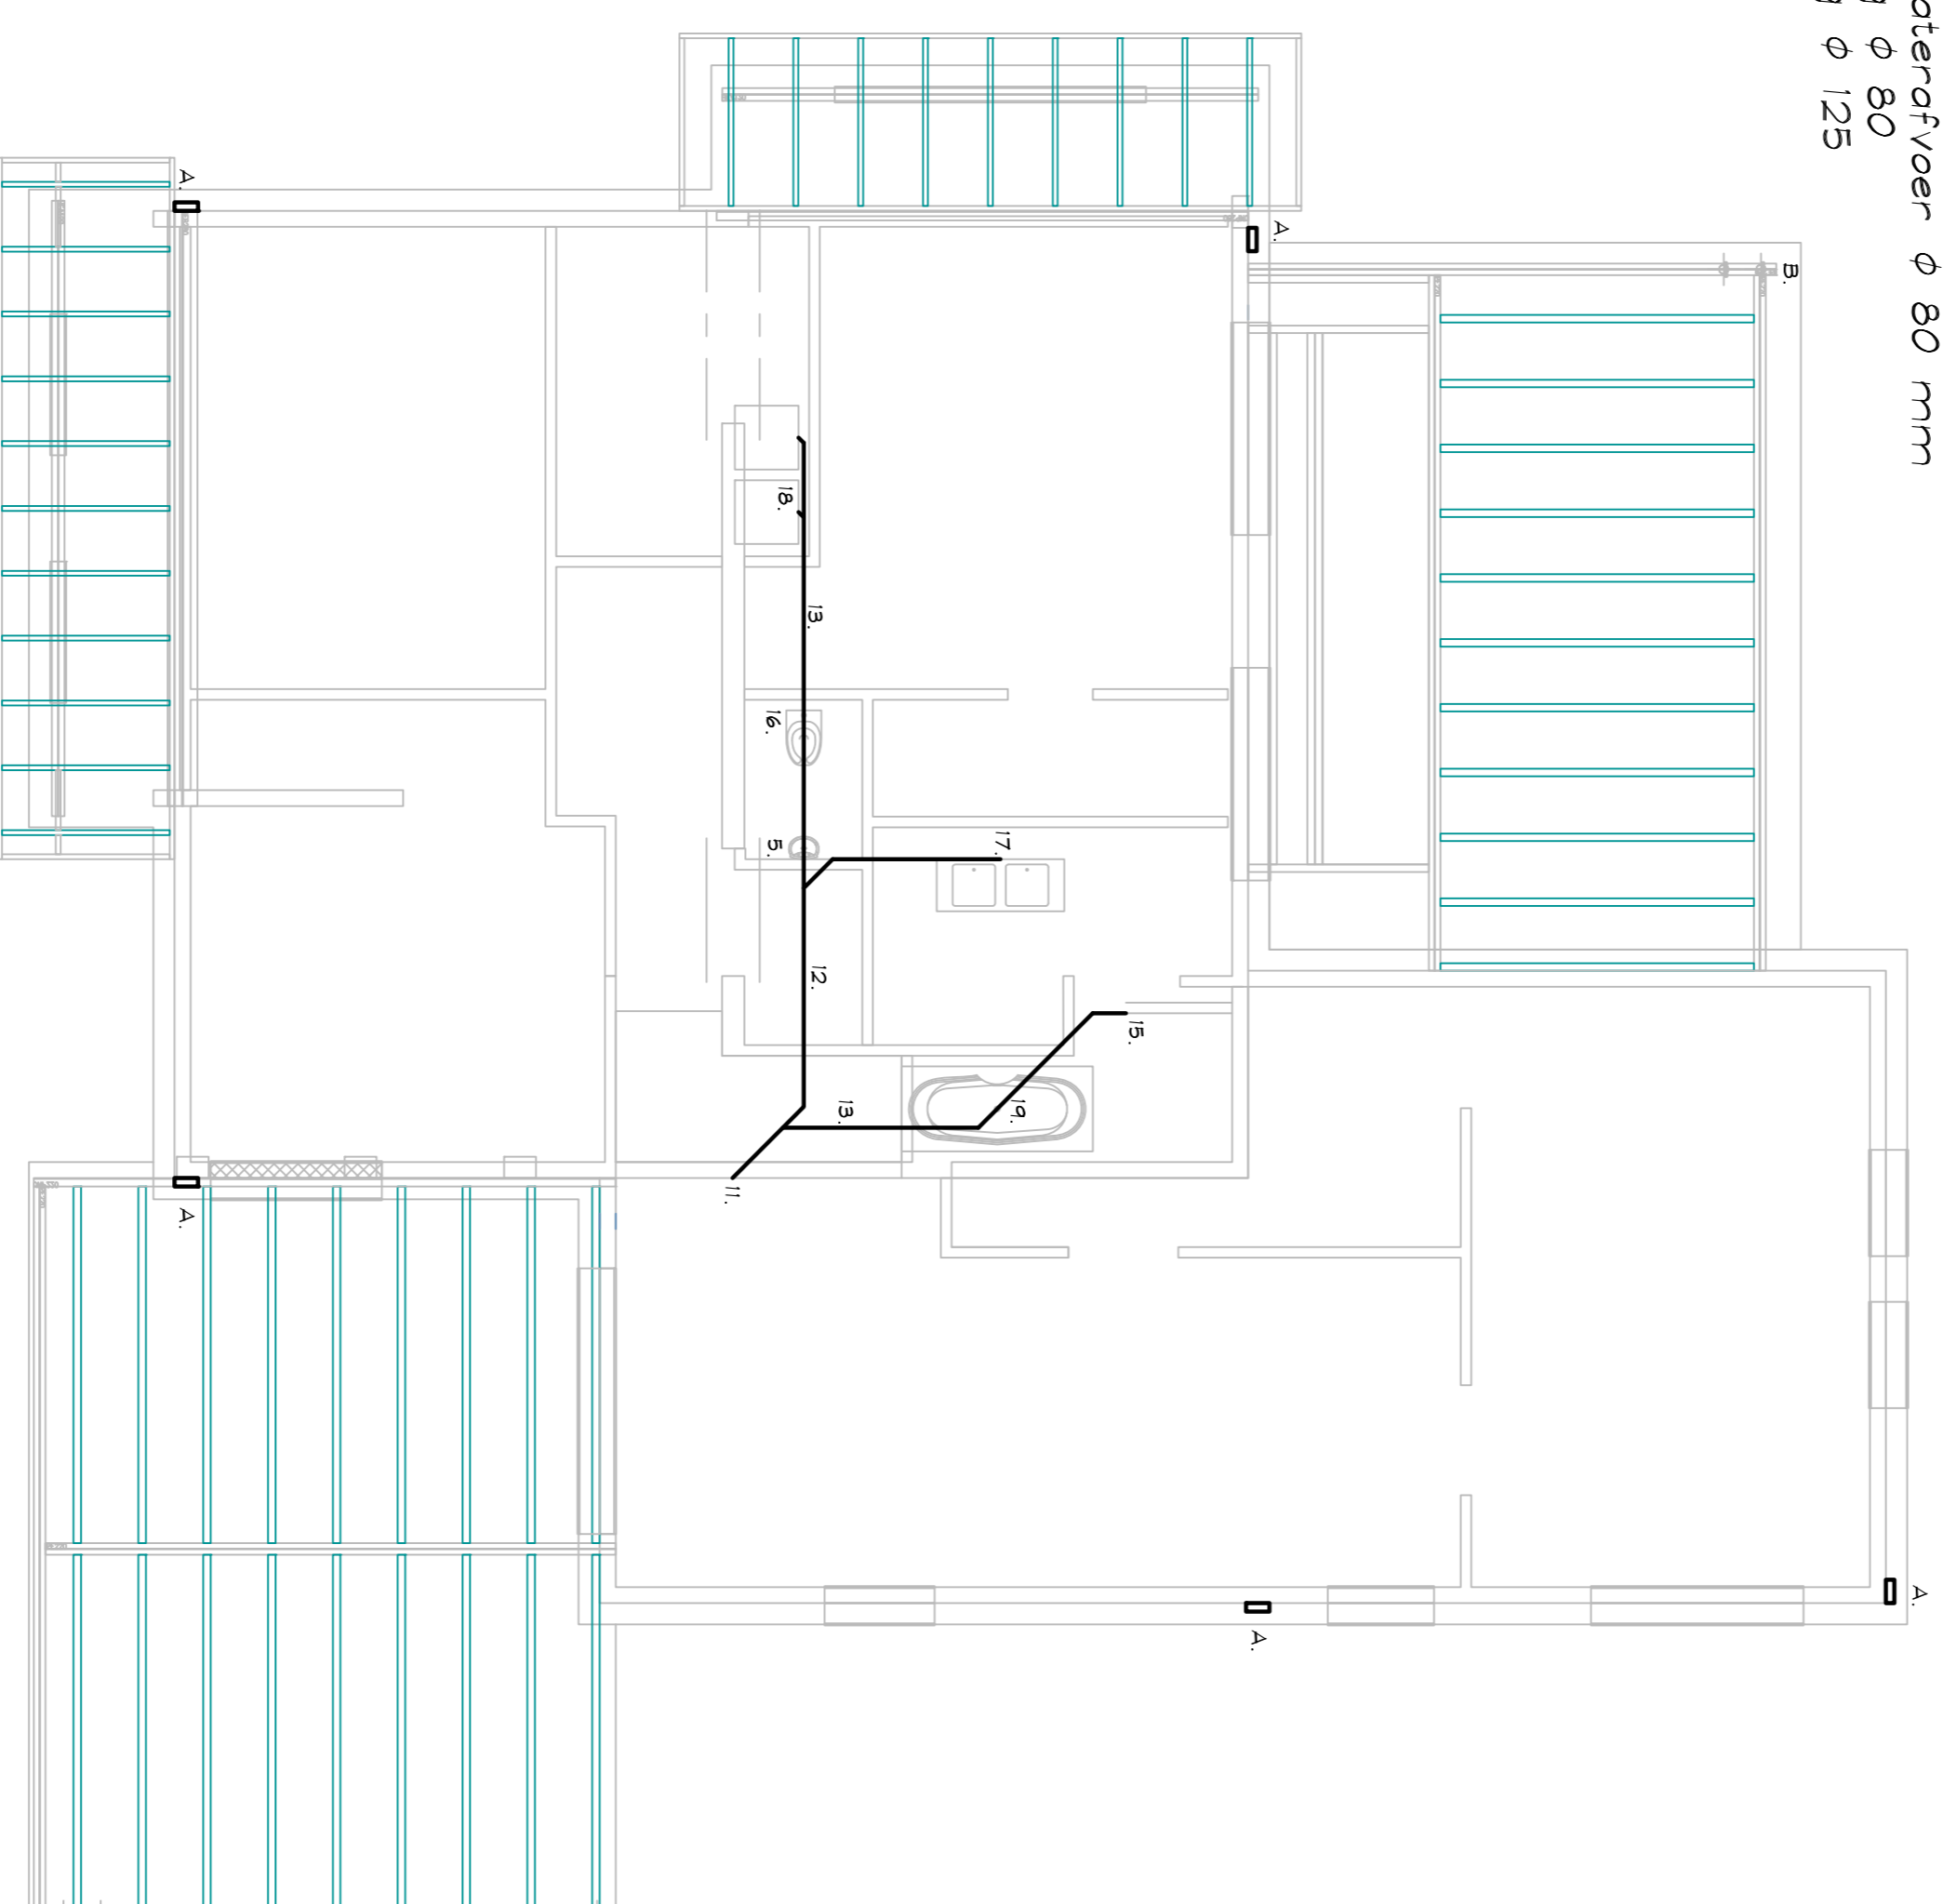 aterafvoer ϕ 80 mm
ϕ 80
ϕ 125
A.
A.
B.
18.
13.
16.
5.
17.
12.
15.
13.
19.
11.
A.
A.
A.